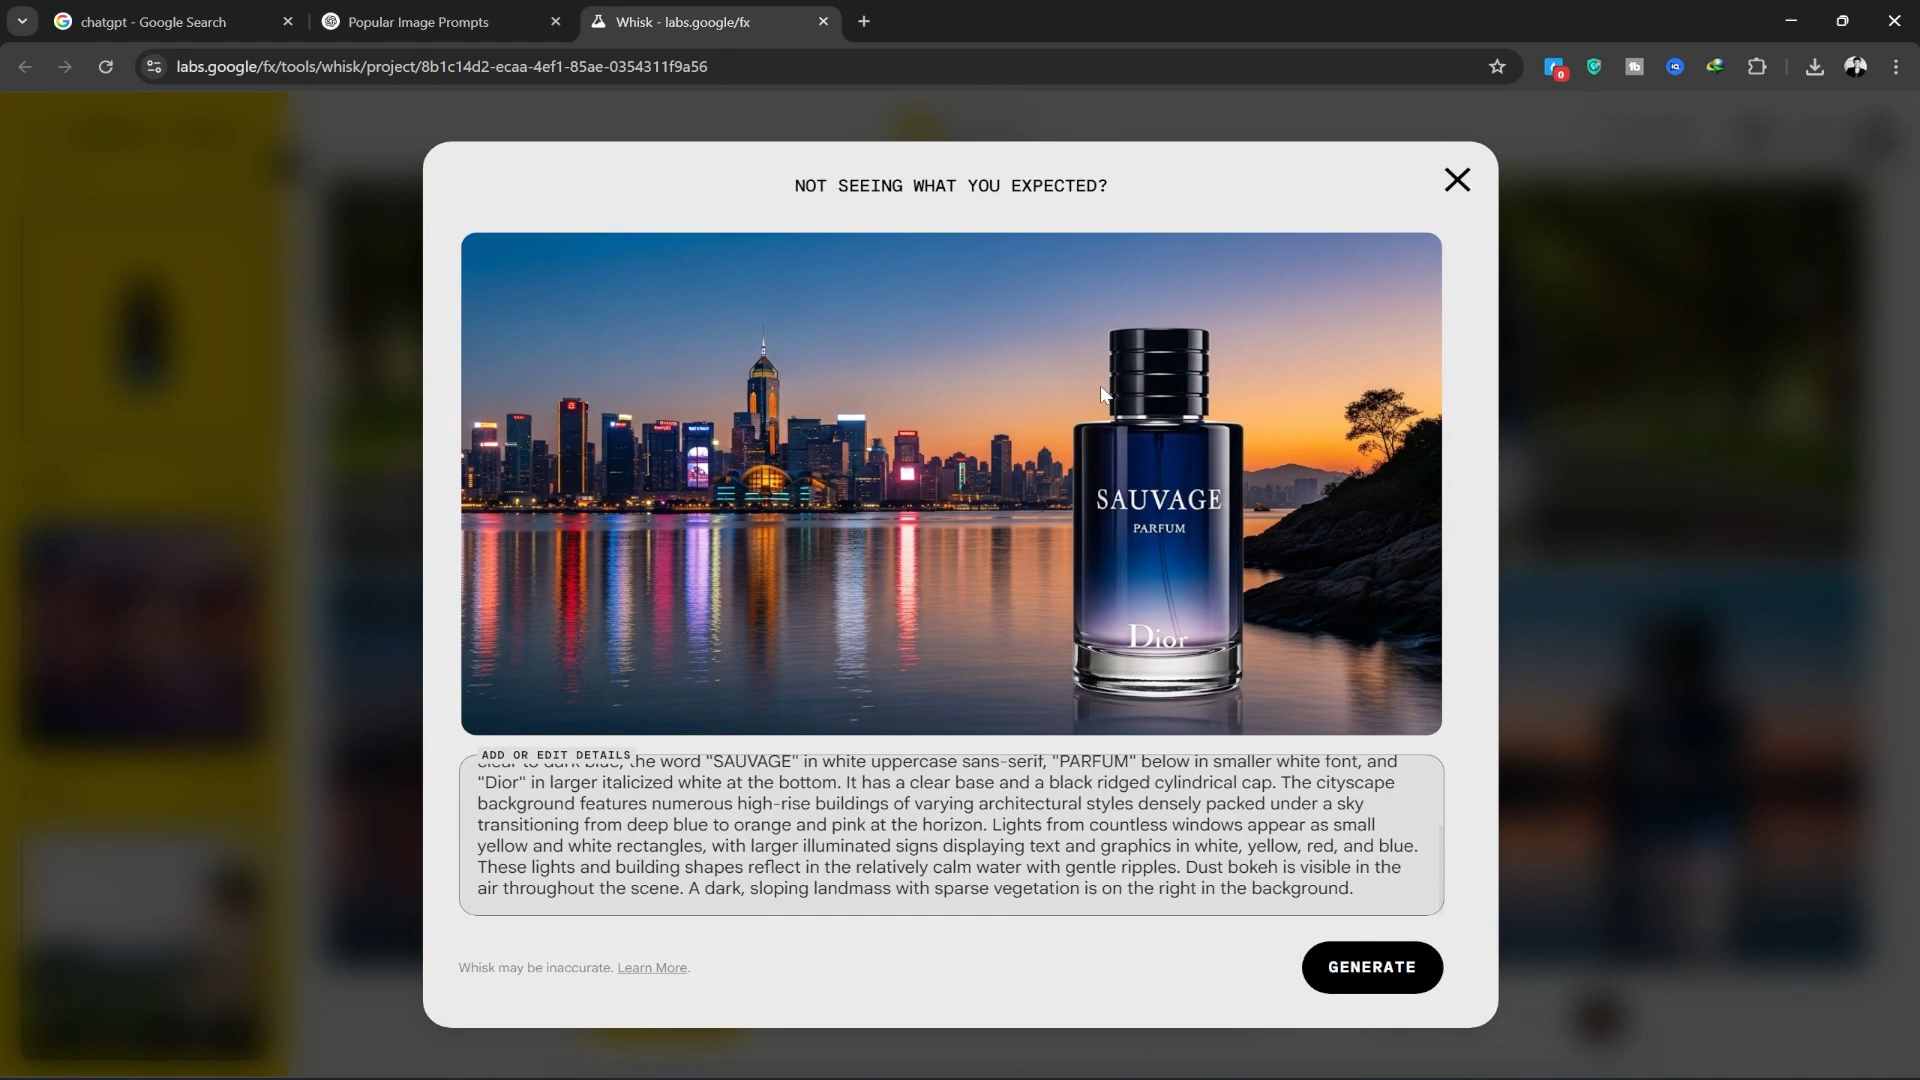 chatgpt - Google Search
Popular Image Prompts
Whisk - labs.google/fx
labs.google/fx/tools/whisk/project/8b1c14d2-ecaa-4ef1-85ae-0354311f9a56
0
NOT SEEING WHAT YOU EXPECTED?
SAUVAGE
PARFUM
Dior
ADD OR EDIT DETAILS
clear to dark blue, the word "SAUVAGE" in white uppercase sans-serif, "PARFUM" below in smaller white font, and
"Dior" in larger italicized white at the bottom. It has a clear base and a black ridged cylindrical cap. The cityscape
background features numerous high-rise buildings of varying architectural styles densely packed under a sky
transitioning from deep blue to orange and pink at the horizon. Lights from countless windows appear as small
yellow and white rectangles, with larger illuminated signs displaying text and graphics in white, yellow, red, and blue.
These lights and building shapes reflect in the relatively calm water with gentle ripples. Dust bokeh is visible in the
air throughout the scene. A dark, sloping landmass with sparse vegetation is on the right in the background.
Whisk may be inaccurate. Learn More.
GENERATE